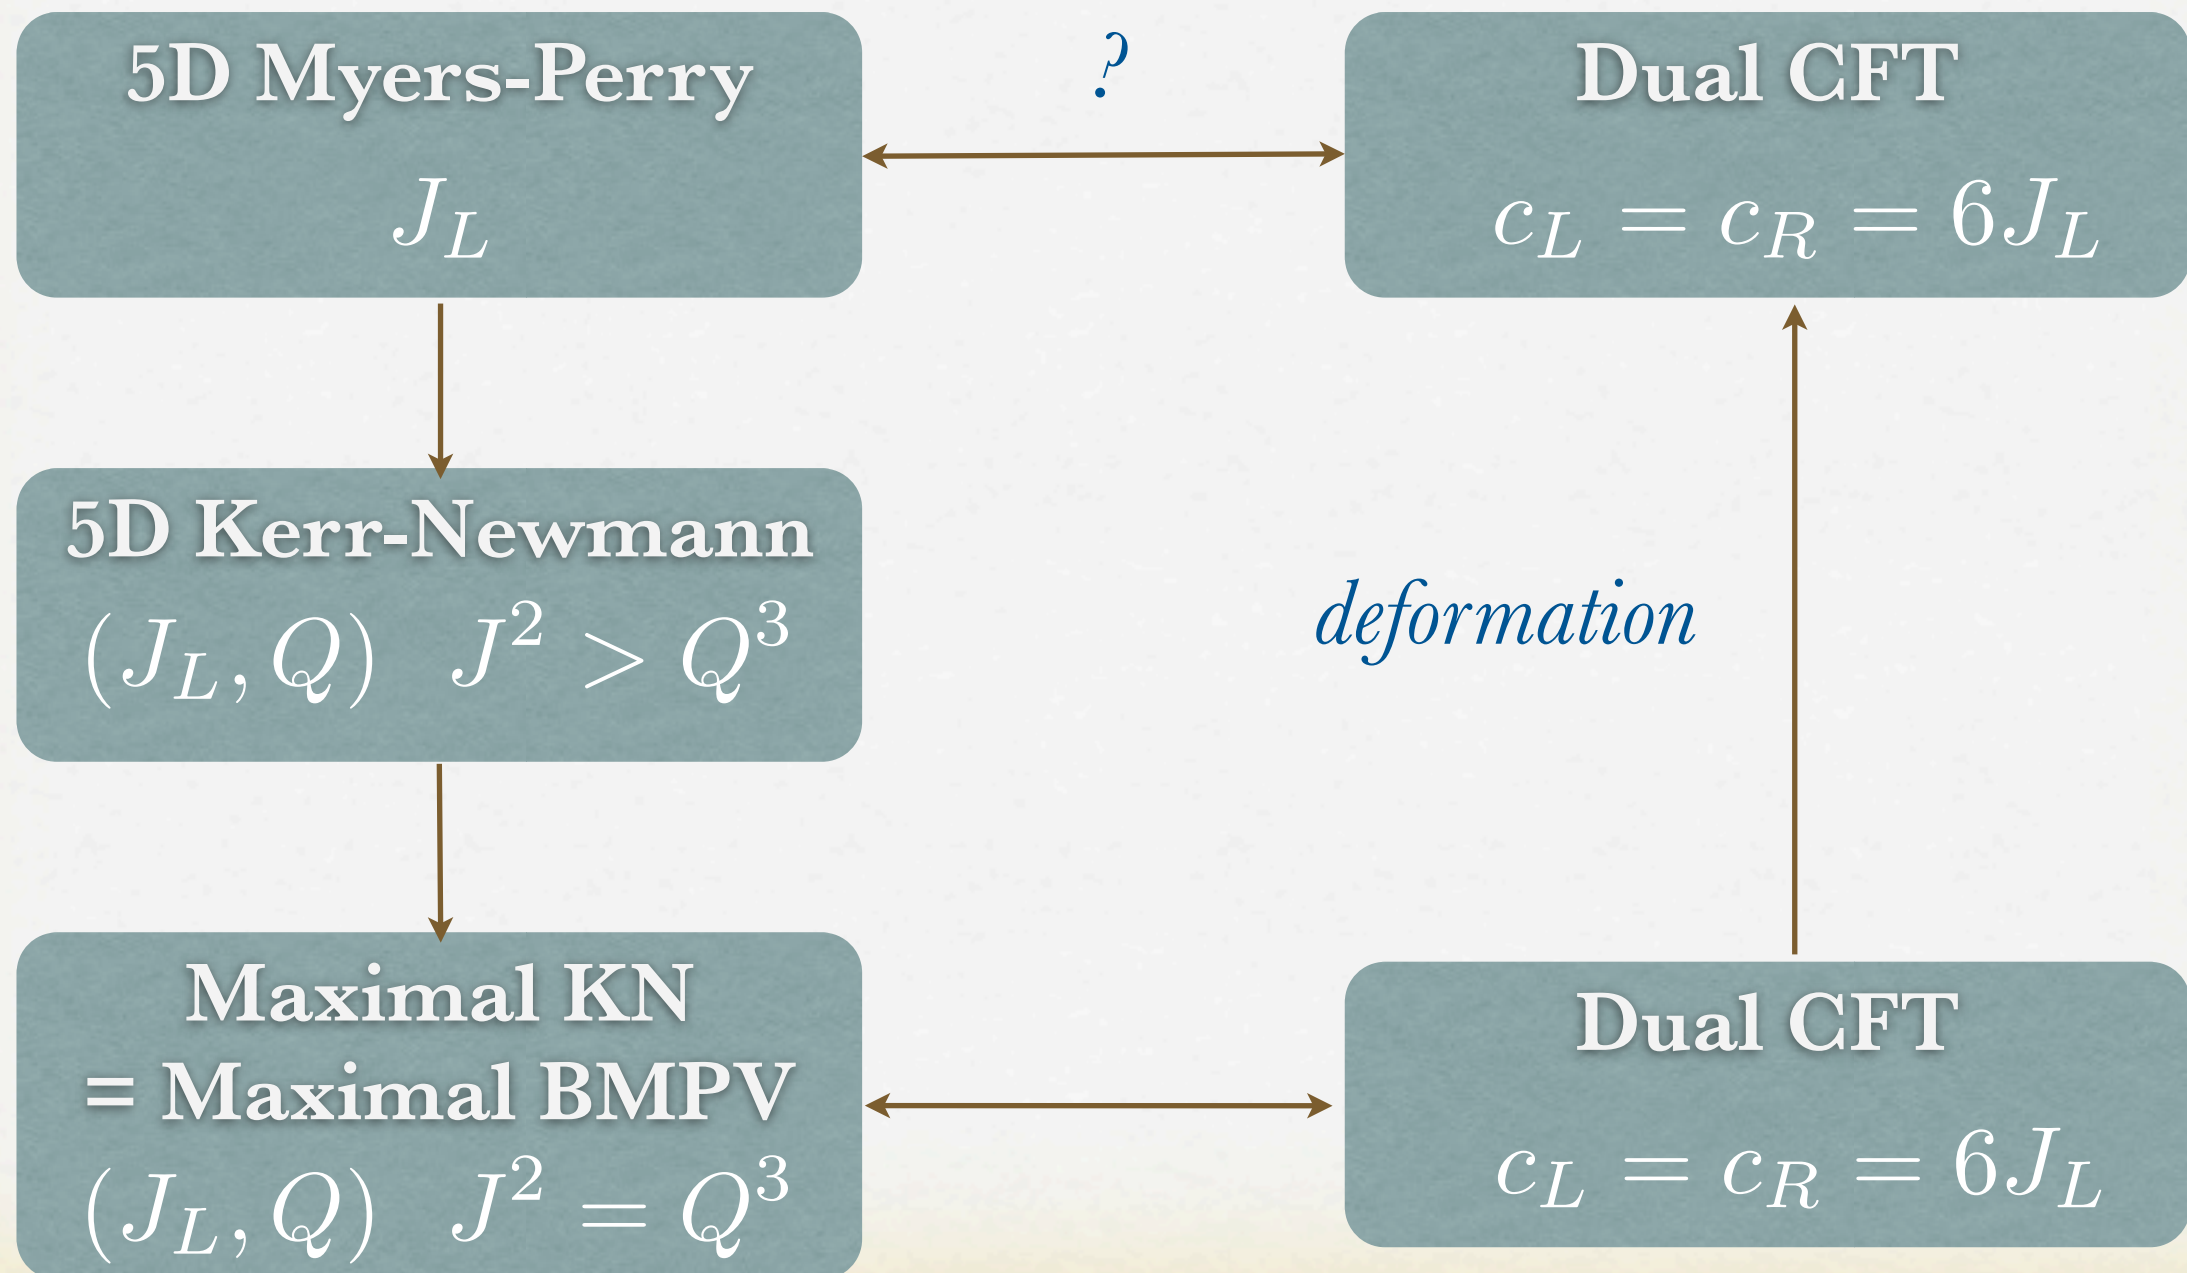 5D Myers-Perry
J_L
?
Dual CFT
c_L = c_R = 6J_L
5D Kerr-Newmann
(J_L, Q) J^2 > Q^3
deformation
Maximal KN
= Maximal BMPV
(J_L, Q) J^2 = Q^3
Dual CFT
c_L = c_R = 6J_L